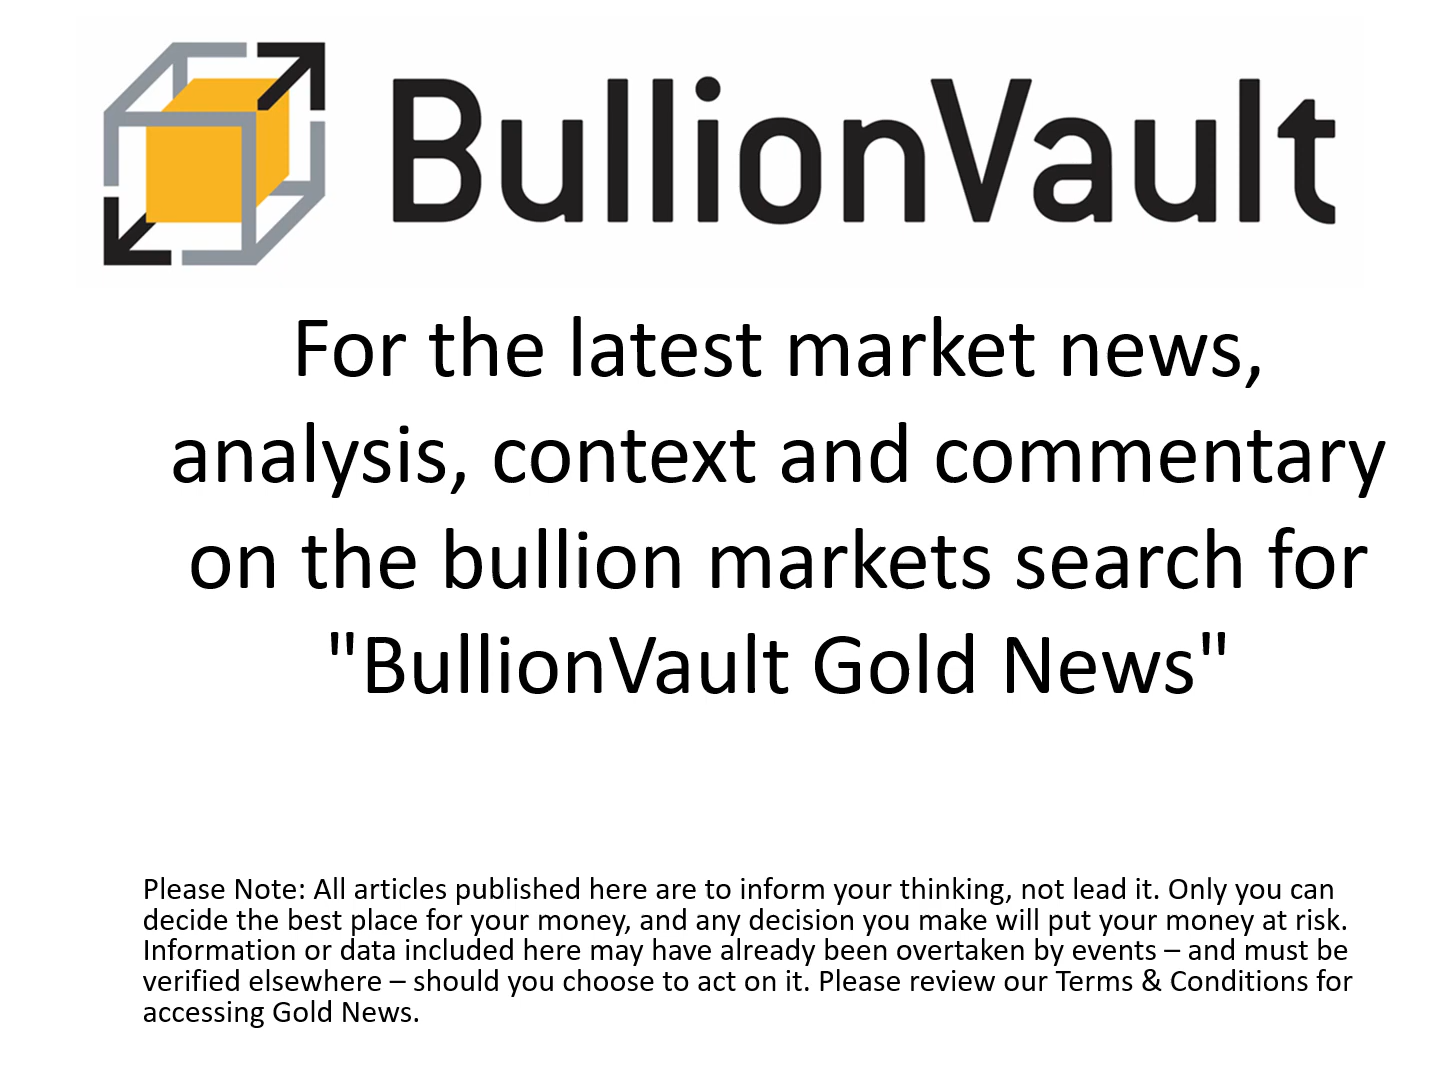 BullionVault
For the latest market news,
analysis, context and commentary
on the bullion markets search for
"BullionVault Gold News"
Please Note: All articles published here are to inform your thinking, not lead it. Only you can
decide the best place for your money, and any decision you make will put your money at risk.
Information or data included here may have already been overtaken by events – and must be
verified elsewhere – should you choose to act on it. Please review our Terms & Conditions for
accessing Gold News.